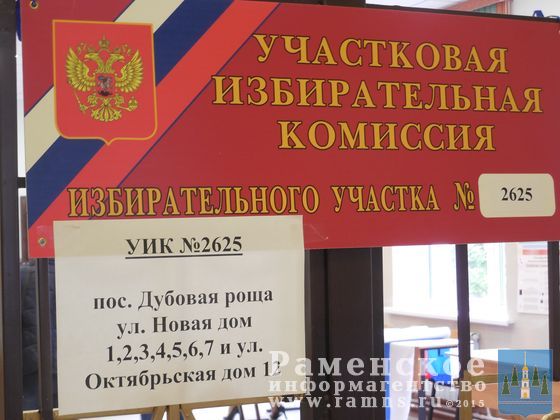 УЧАСТКОВАЯ
ИЗБИРАТЕЛЬНАЯ
КОМИССИЯ
ИЗБИРАТЕЛЬНОГО УЧАСТКА № 2625
УИК №2625
пос. Дубовая роща
ул. Новая дом
1,2,3,4,5,6,7 и ул.
Октябрьская дом 12
Раменское
информагентство
www.ramns.ru ©2015